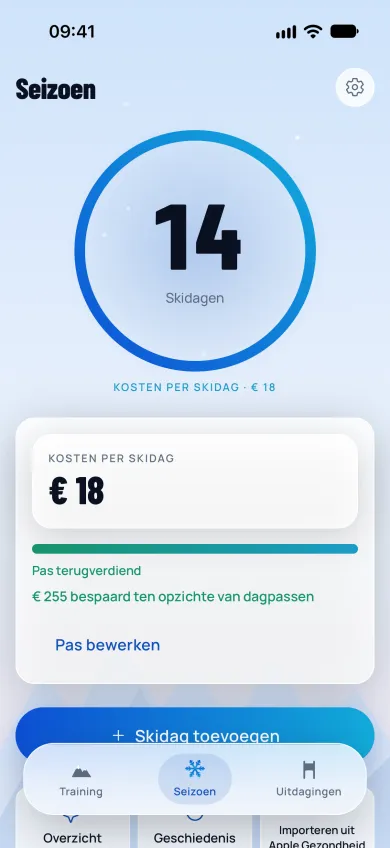 09:41
Seizoen
14
Skidagen
KOSTEN PER SKIDAG · € 18
KOSTEN PER SKIDAG
€ 18
Pas terugverdiend
€ 255 bespaard ten opzichte van dagpassen
Pas bewerken
+ Skidag toevoegen
Training
Seizoen
Uitdagingen
Overzicht
Geschiedenis
Importeren uit
Apple Gezondheid